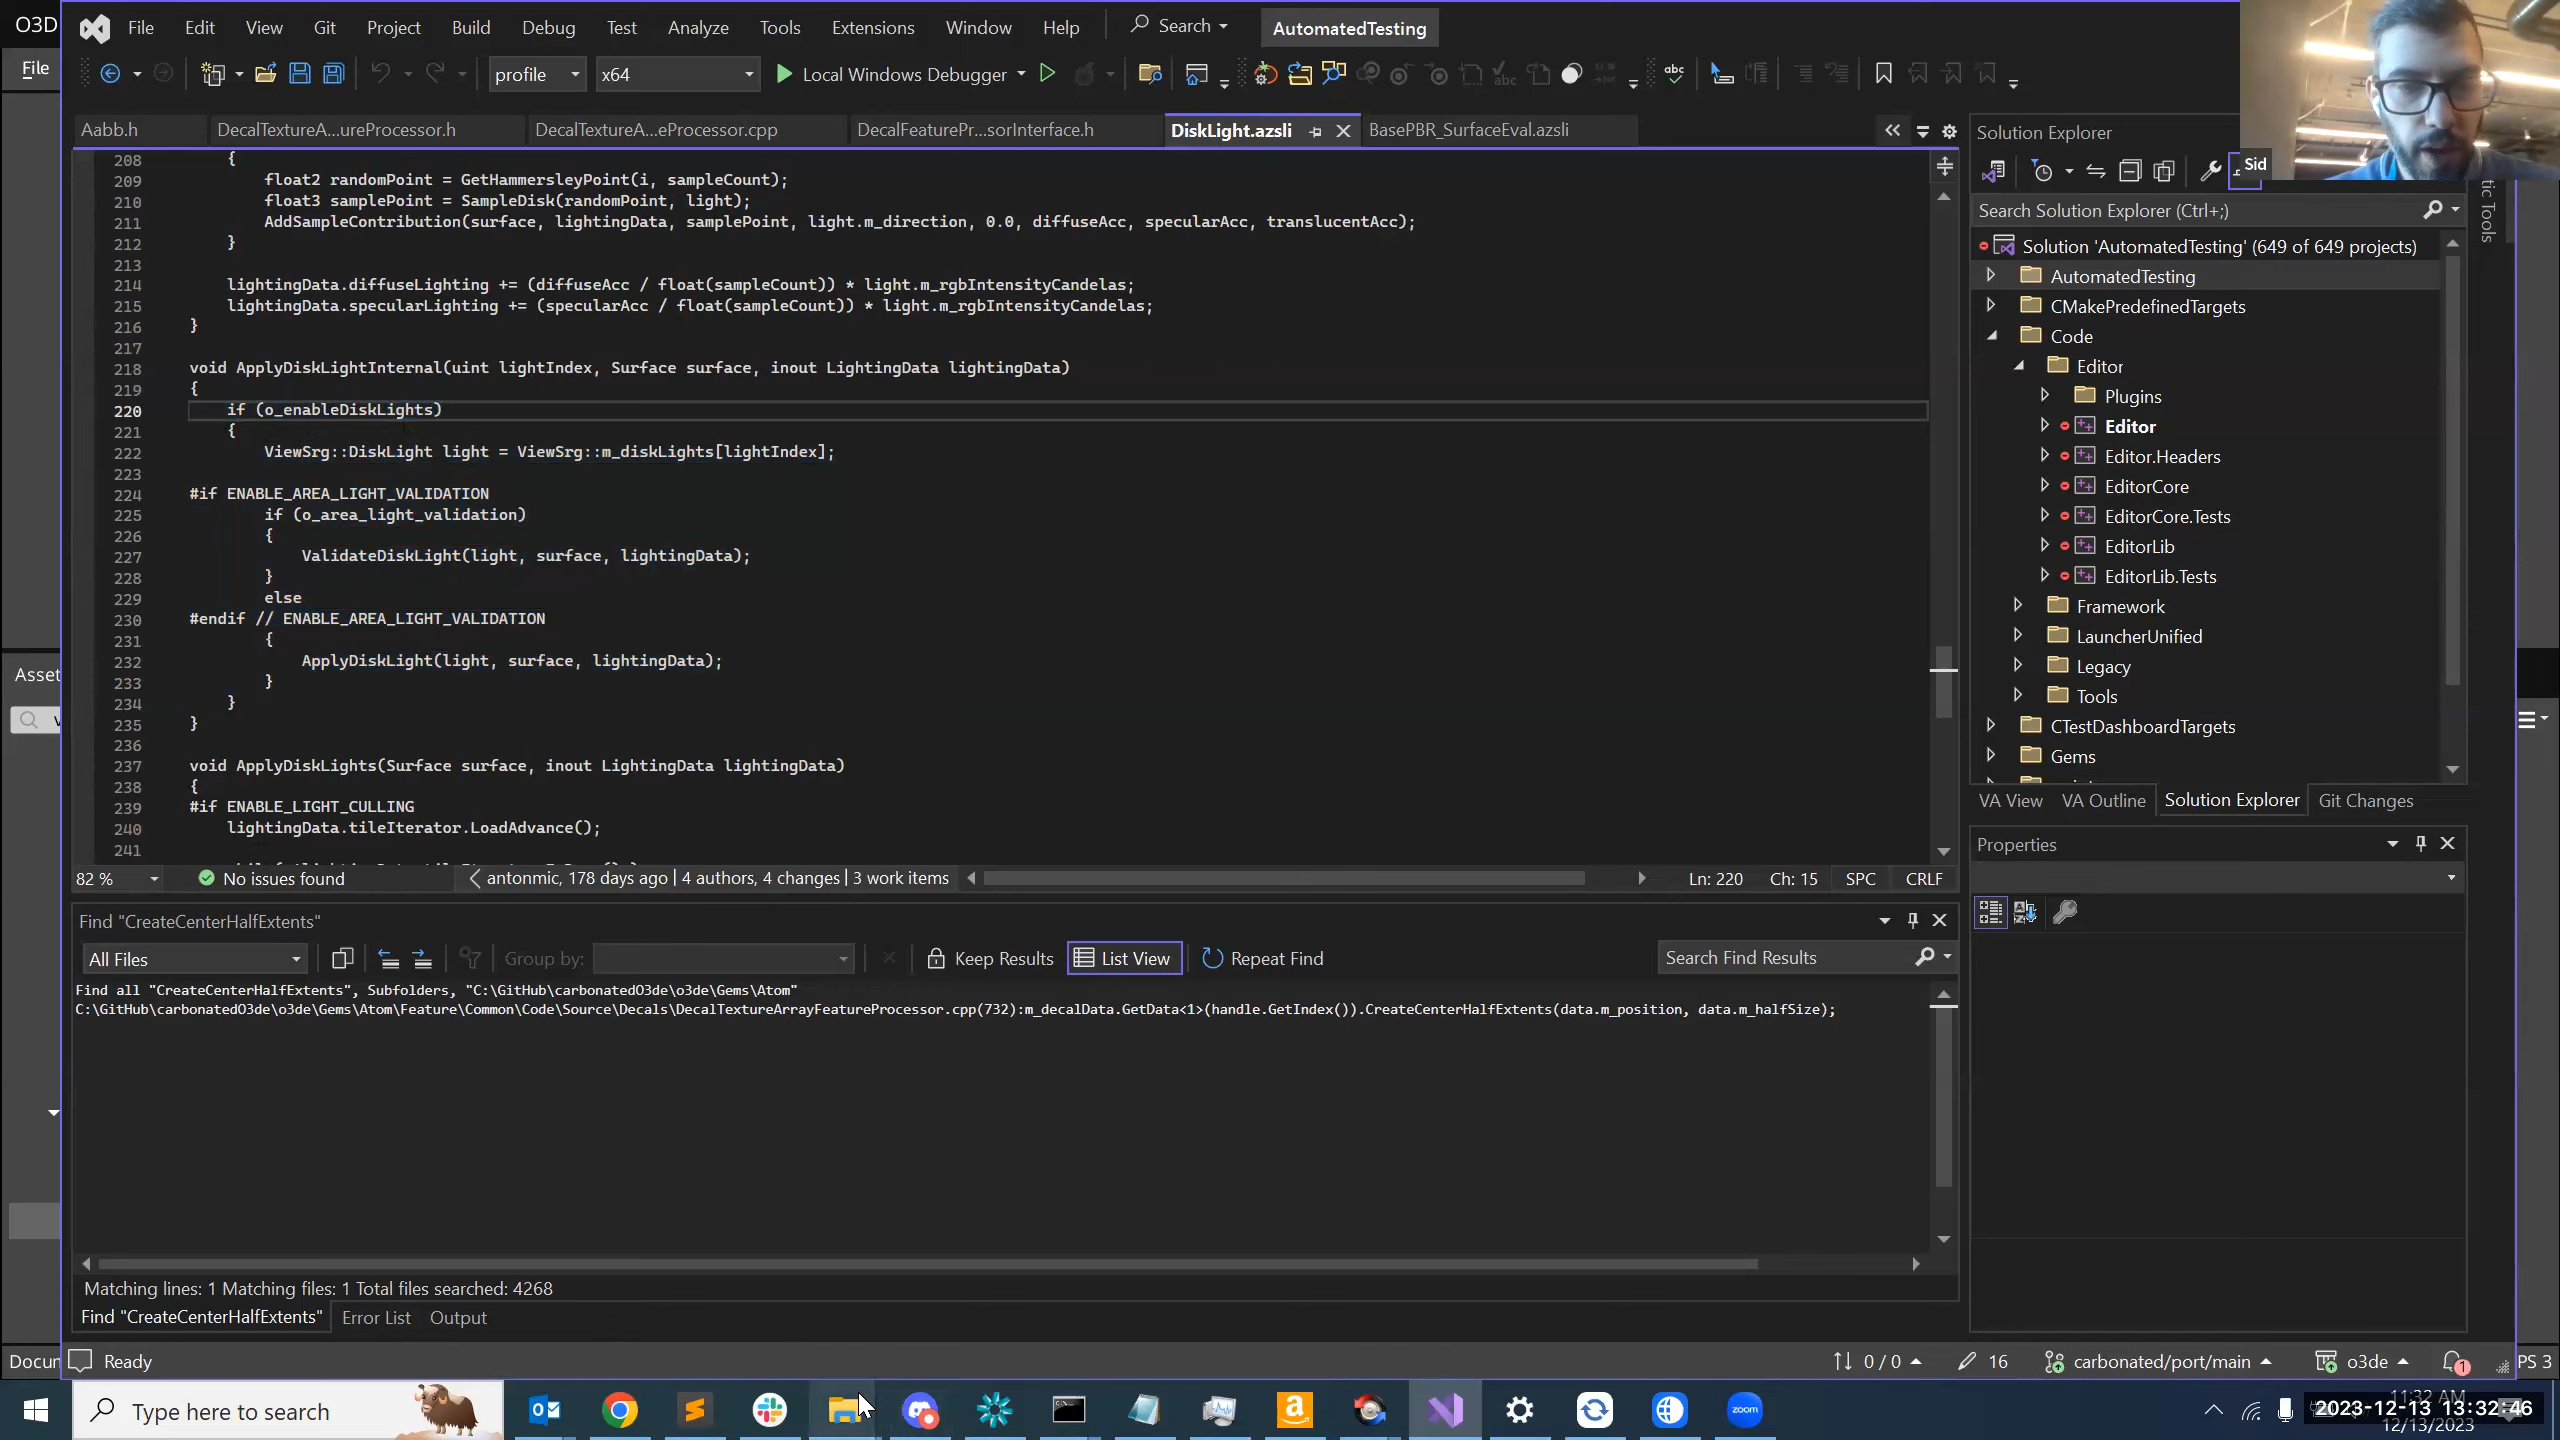 O3D
File Edit View Git Project Build Debug Test Analyze Tools Extensions Window Help Search AutomatedTesting
File
profile x64 Local Windows Debugger
Aabb.h DecalTextureA...ureProcessor.h DecalTextureA...eProcessor.cpp DecalFeaturePr...sorInterface.h DiskLight.azsli BasePBR_SurfaceEval.azsli
208 {
209 float2 randomPoint = GetHammersleyPoint(i, sampleCount);
210 float3 samplePoint = SampleDisk(randomPoint, light);
211 AddSampleContribution(surface, lightingData, samplePoint, light.m_direction, 0.0, diffuseAcc, specularAcc, translucentAcc);
212 }
213
214 lightingData.diffuseLighting += (diffuseAcc / float(sampleCount)) * light.m_rgbIntensityCandelas;
215 lightingData.specularLighting += (specularAcc / float(sampleCount)) * light.m_rgbIntensityCandelas;
216 }
217
218 void ApplyDiskLightInternal(uint lightIndex, Surface surface, inout LightingData lightingData)
219 {
220 if (o_enableDiskLights)
221 {
222 ViewSrg::DiskLight light = ViewSrg::m_diskLights[lightIndex];
223
224 #if ENABLE_AREA_LIGHT_VALIDATION
225 if (o_area_light_validation)
226 {
227 ValidateDiskLight(light, surface, lightingData);
228 }
229 else
230 #endif // ENABLE_AREA_LIGHT_VALIDATION
231 {
232 ApplyDiskLight(light, surface, lightingData);
233 }
234 }
235 }
236
237 void ApplyDiskLights(Surface surface, inout LightingData lightingData)
238 {
239 #if ENABLE_LIGHT_CULLING
240 lightingData.tileIterator.LoadAdvance();
241
82 % No issues found antonmic, 178 days ago | 4 authors, 4 changes | 3 work items Ln: 220 Ch: 15 SPC CRLF
Find "CreateCenterHalfExtents"
All Files Group by: Keep Results List View Repeat Find Search Find Results
Find all "CreateCenterHalfExtents", Subfolders, "C:\GitHub\carbonatedO3de\o3de\Gems\Atom"
C:\GitHub\carbonatedO3de\o3de\Gems\Atom\Feature\Common\Code\Source\Decals\DecalTextureArrayFeatureProcessor.cpp(732):m_decalData.GetData<1>(handle.GetIndex()).CreateCenterHalfExtents(data.m_position, data.m_halfSize);
Matching lines: 1 Matching files: 1 Total files searched: 4268
Find "CreateCenterHalfExtents" Error List Output
Solution Explorer
Sid
Search Solution Explorer (Ctrl+;)
Solution 'AutomatedTesting' (649 of 649 projects)
AutomatedTesting
CMakePredefinedTargets
Code
Editor
Plugins
Editor
Editor.Headers
EditorCore
EditorCore.Tests
EditorLib
EditorLib.Tests
Framework
LauncherUnified
Legacy
Tools
CTestDashboardTargets
Gems
VA View VA Outline Solution Explorer Git Changes
Properties
Asset
Ready 0 / 0 16 carbonated/port/main o3de 1
PS 3
Type here to search
zoom
11:32 AM
2023-12-13 13:32:46
12/13/2023